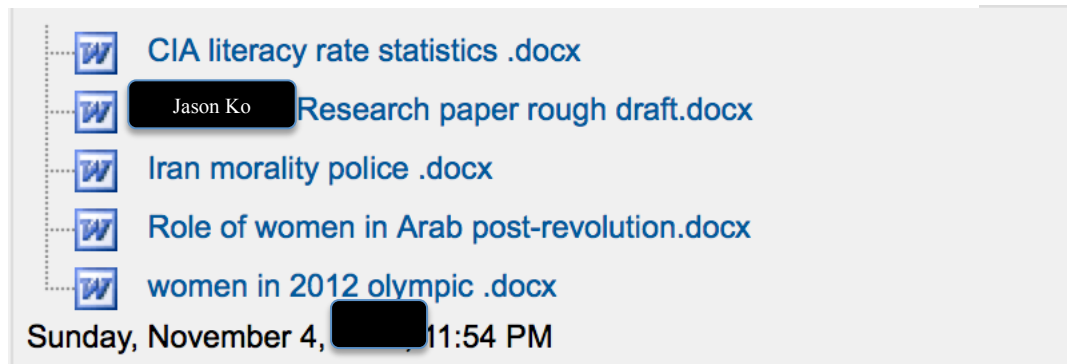 CIA literacy rate statistics .docx
Jason Ko Research paper rough draft.docx
Iran morality police .docx
Role of women in Arab post-revolution.docx
women in 2012 olympic .docx
Sunday, November 4, 11:54 PM